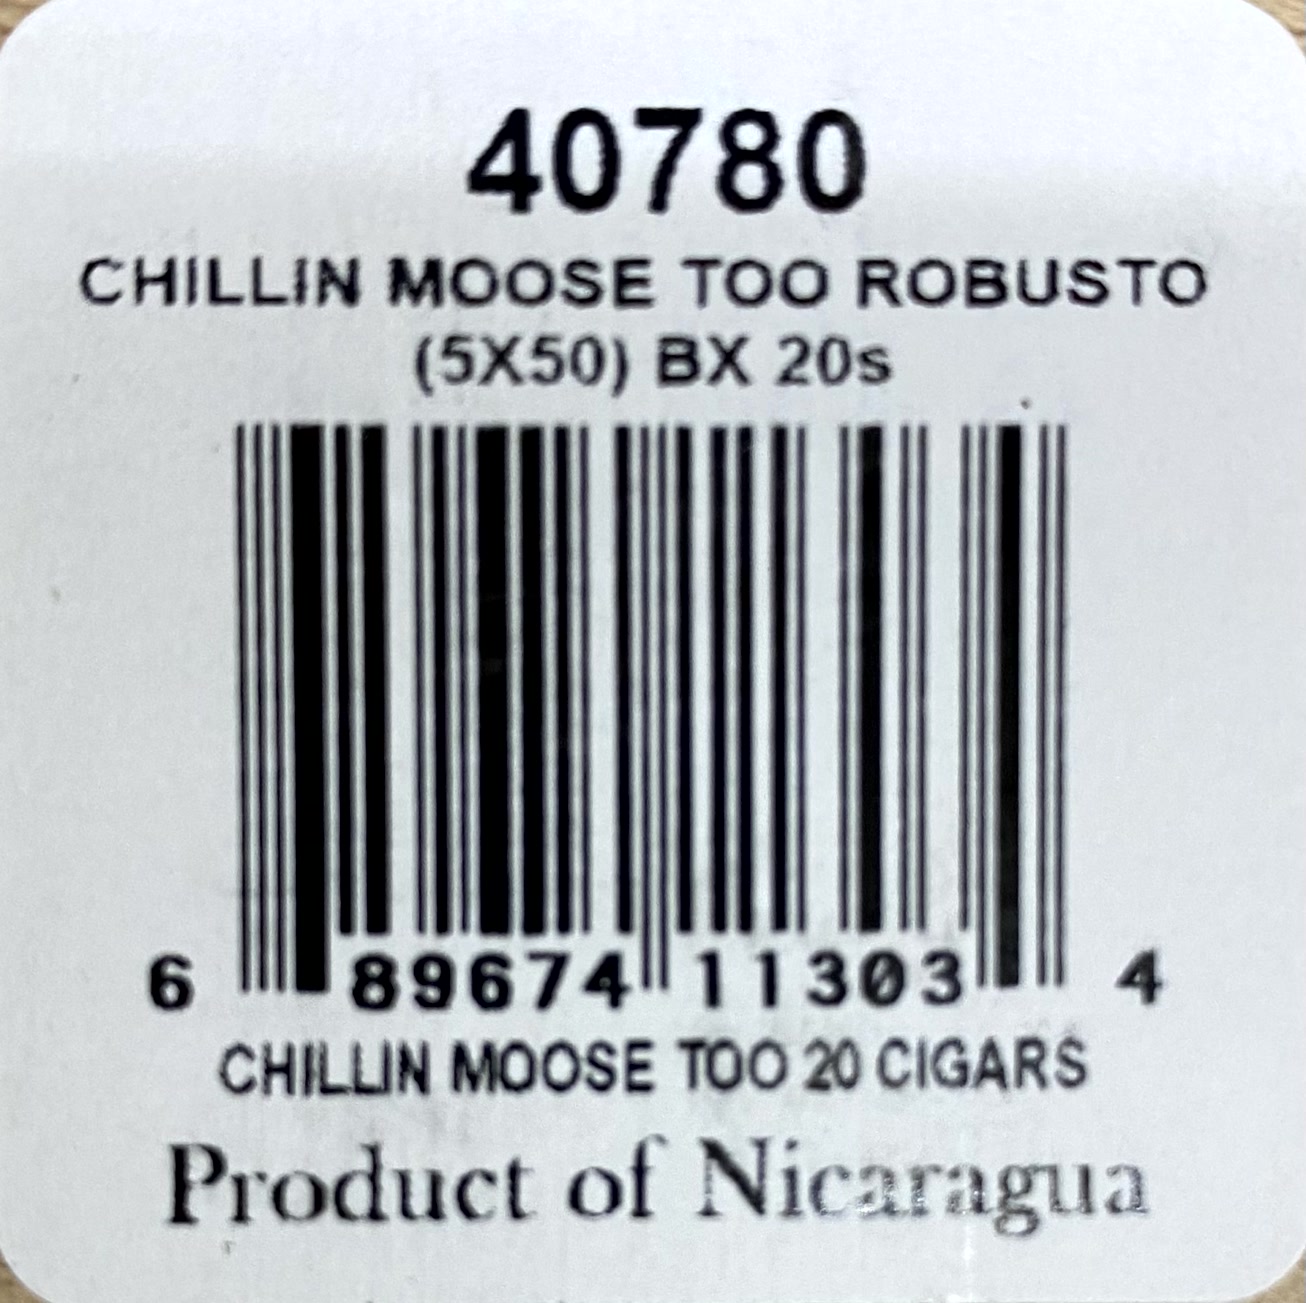 40780
CHILLIN MOOSE TOO ROBUSTO
(5X50) BX 20s
6 89674 11303 4
CHILLIN MOOSE TOO 20 CIGARS
Product of Nicaragua